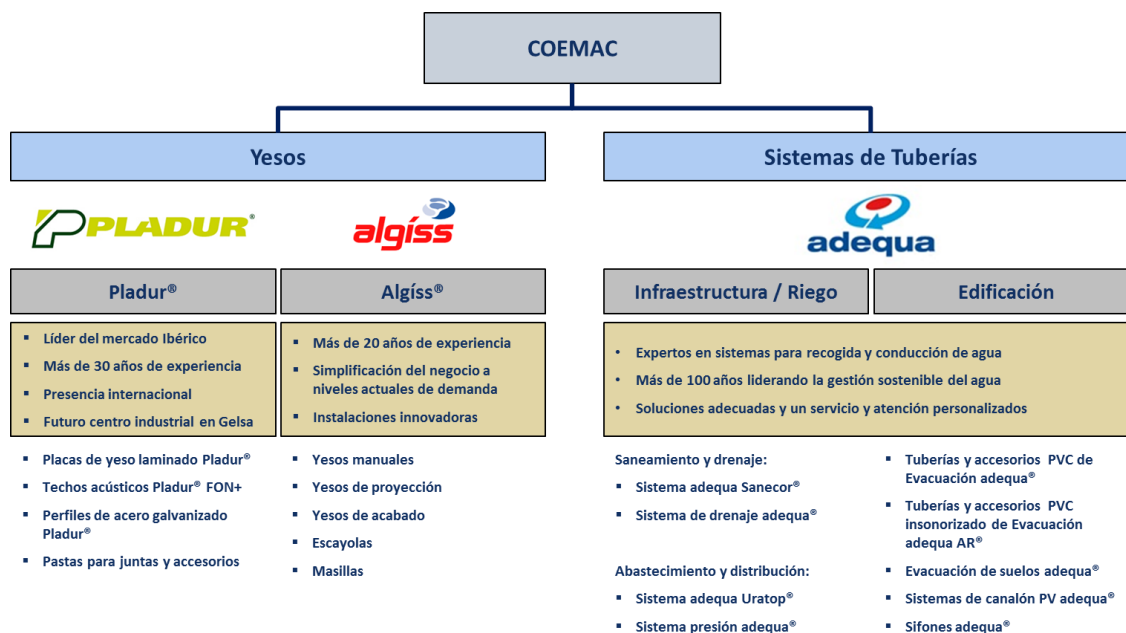 COEMAC
Yesos
PLADUR®
algíss
Pladur®
Algíss®
▪ Líder del mercado Ibérico
▪ Más de 30 años de experiencia
▪ Presencia internacional
▪ Futuro centro industrial en Gelsa
▪ Más de 20 años de experiencia
▪ Simplificación del negocio a
niveles actuales de demanda
▪ Instalaciones innovadoras
▪ Placas de yeso laminado Pladur®
▪ Techos acústicos Pladur® FON+
▪ Perfiles de acero galvanizado
Pladur®
▪ Pastas para juntas y accesorios
▪ Yesos manuales
▪ Yesos de proyección
▪ Yesos de acabado
▪ Escayolas
▪ Masillas
Sistemas de Tuberías
adequa
Infraestructura / Riego
Edificación
• Expertos en sistemas para recogida y conducción de agua
• Más de 100 años liderando la gestión sostenible del agua
• Soluciones adecuadas y un servicio y atención personalizados
Saneamiento y drenaje:
▪ Sistema adequa Sanecor®
▪ Sistema de drenaje adequa®
Abastecimiento y distribución:
▪ Sistema adequa Uratop®
▪ Sistema presión adequa®
▪ Tuberías y accesorios PVC de
Evacuación adequa®
▪ Tuberías y accesorios PVC
insonorizado de Evacuación
adequa AR®
▪ Evacuación de suelos adequa®
▪ Sistemas de canalón PV adequa®
▪ Sifones adequa®